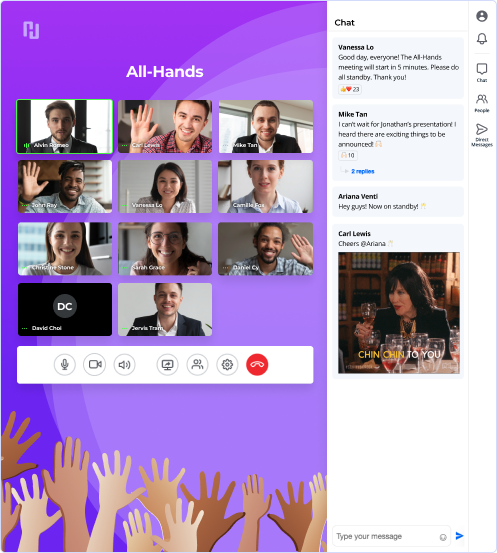 All-Hands
Alvin Romeo
Carl Lewis
Mike Tan
John Ray
Vanessa Lo
Camille Fox
Christine Stone
Sarah Grace
Daniel Cy
DC
David Choi
Jervis Trant
Chat
Vanessa Lo
Good day, everyone! The All-Hands
meeting will start in 5 minutes. Please do
all standby. Thank you!
23
Mike Tan
I can't wait for Jonathan's presentation! I
heard there are exciting things to be
announced!
10
2 replies
Ariana Venti
Hey guys! Now on standby!
Carl Lewis
Cheers @Ariana
CHIN CHIN TO YOU
Type your message
Chat
People
Direct
Messages